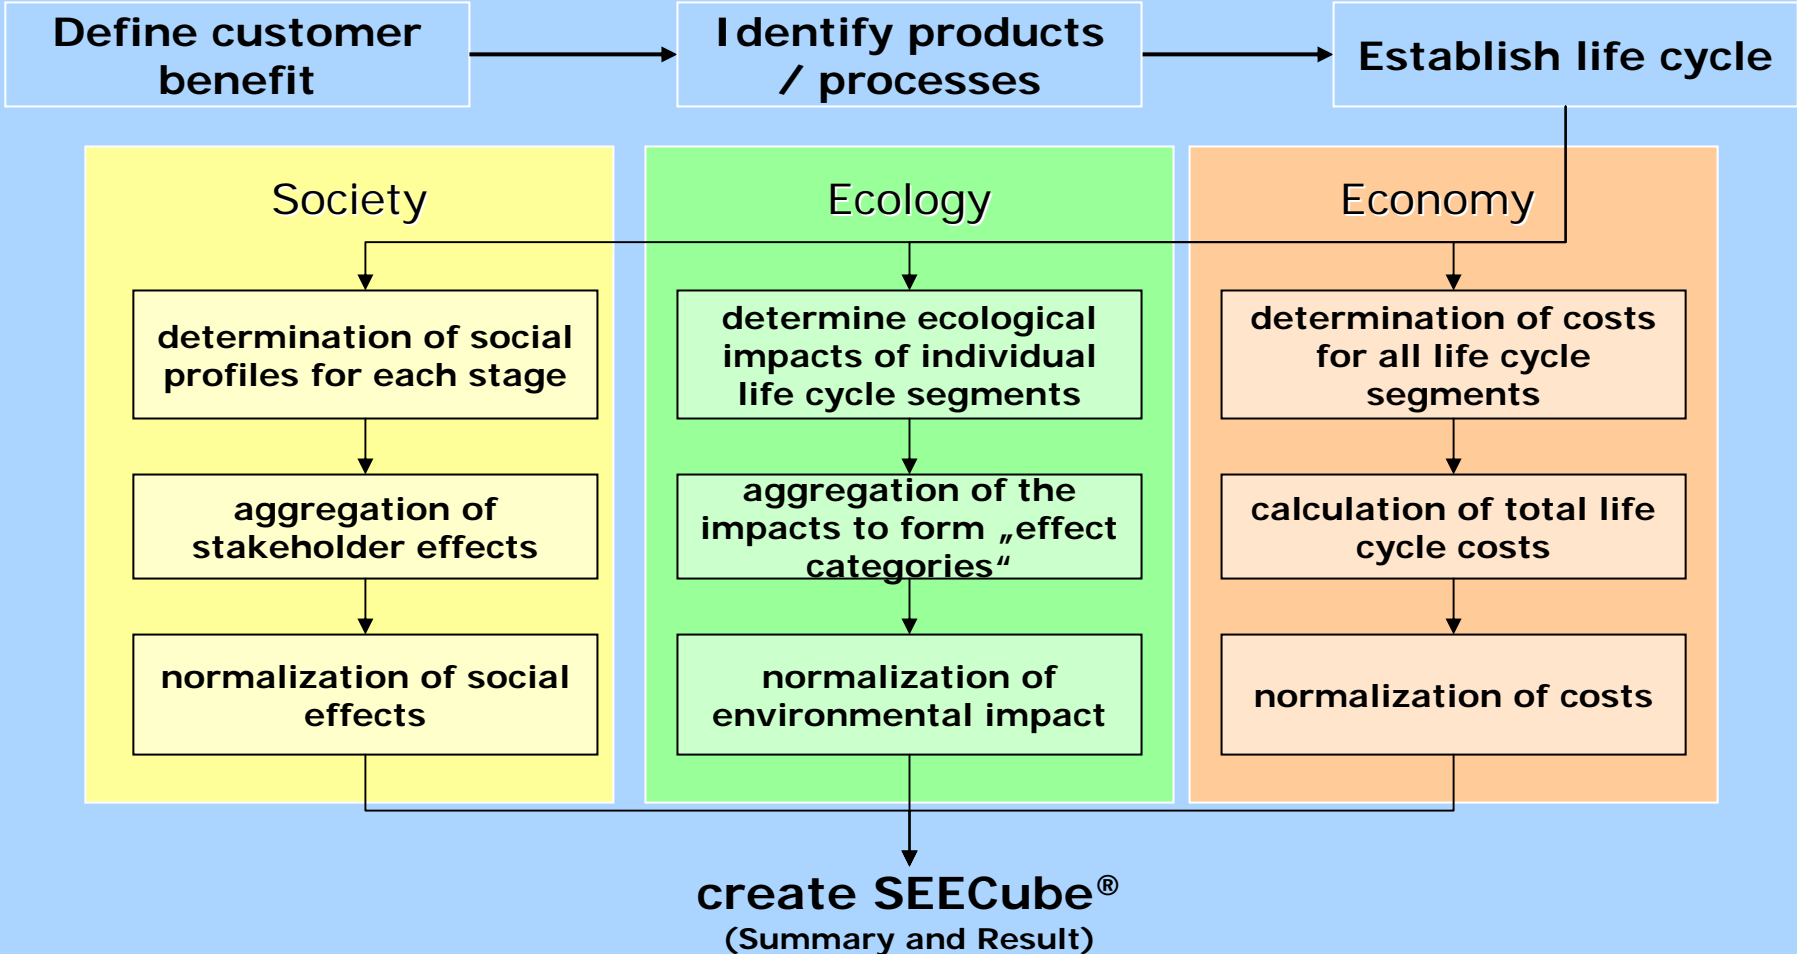 Define customer
benefit
Identify products
/ processes
Establish life cycle
Society
determination of social
profiles for each stage
aggregation of
stakeholder effects
normalization of social
effects
Ecology
determine ecological
impacts of individual
life cycle segments
aggregation of the
impacts to form „effect
categories“
normalization of
environmental impact
Economy
determination of costs
for all life cycle
segments
calculation of total life
cycle costs
normalization of costs
create SEECube®
(Summary and Result)